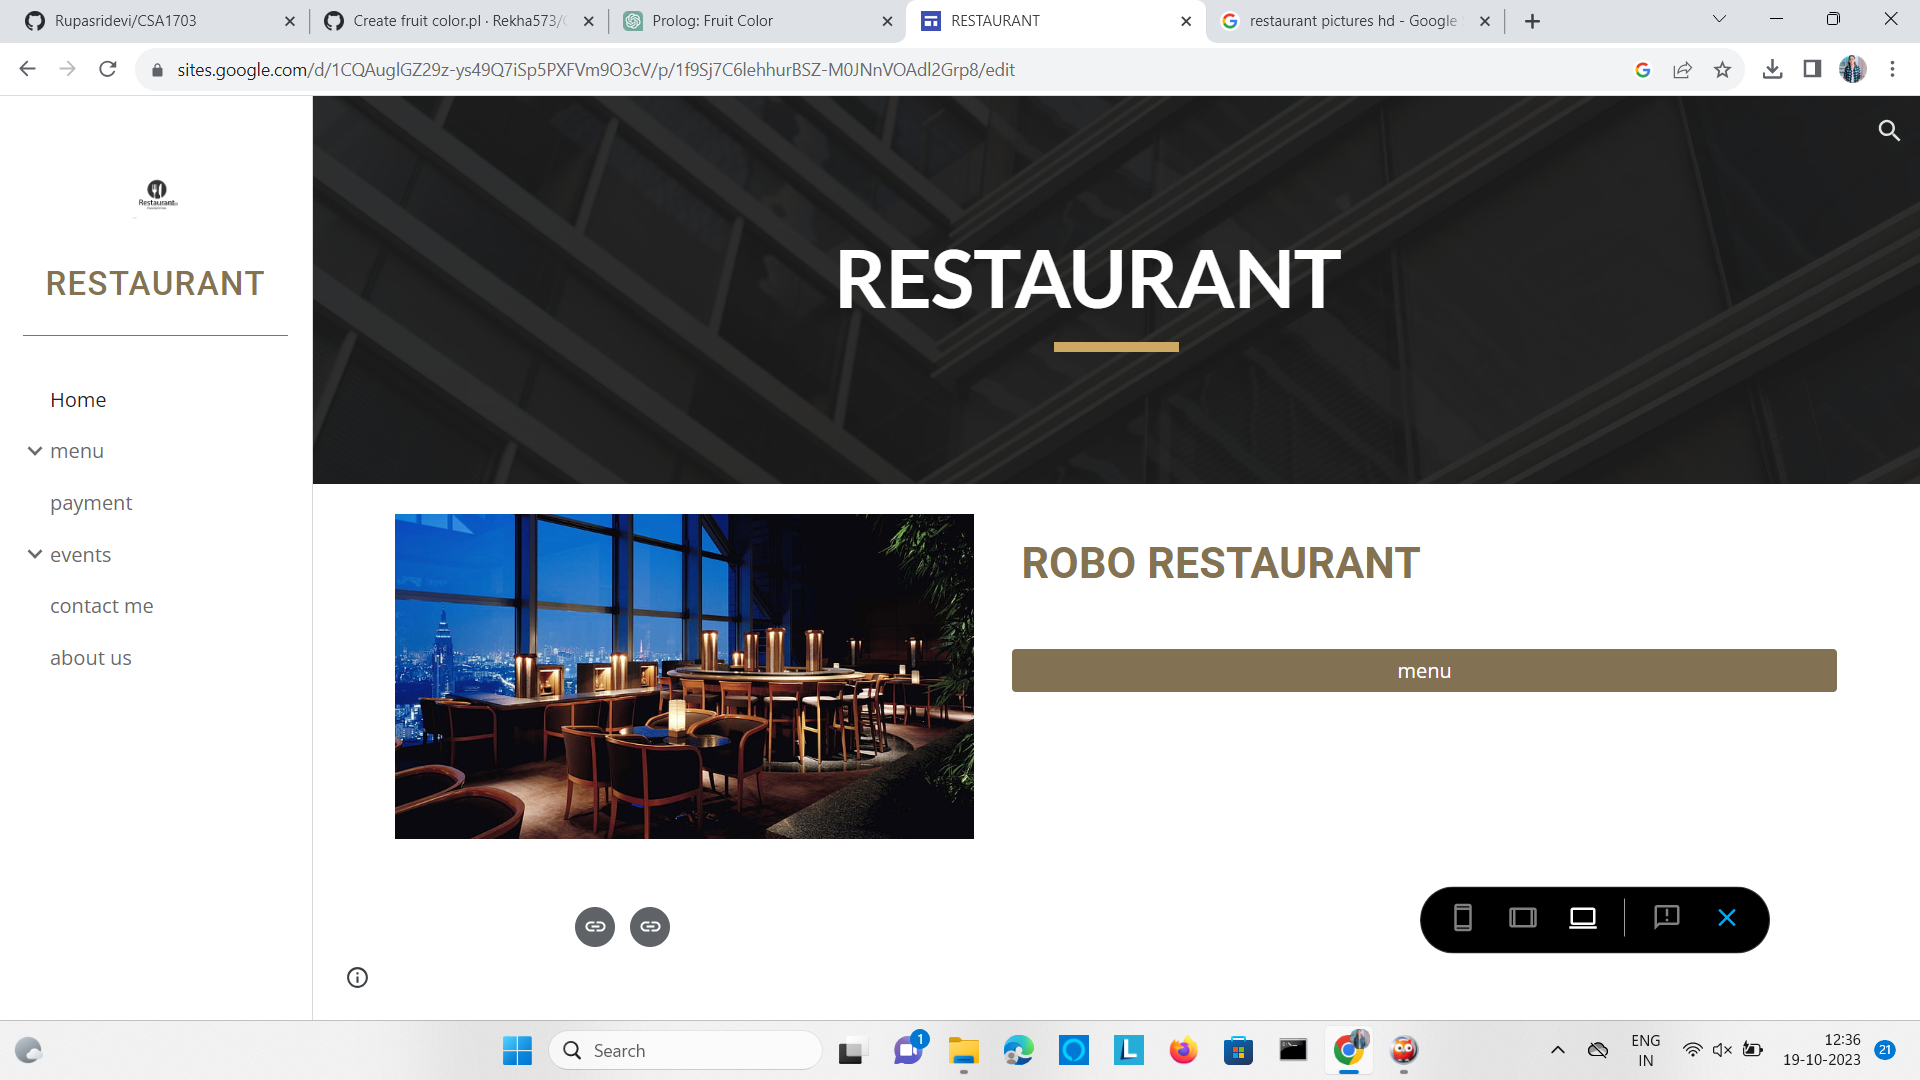 Rupasridevi/CSA1703
Create fruit color.pl · Rekha573/
Prolog: Fruit Color
RESTAURANT
restaurant pictures hd - Google
sites.google.com/d/1CQAuglGZ29z-ys49Q7iSp5PXFVm9O3cV/p/1f9Sj7C6lehhurBSZ-M0JNnVOAdl2Grp8/edit
Restaurant
RESTAURANT
Home
menu
payment
events
contact me
about us
RESTAURANT
ROBO RESTAURANT
menu
Search
1
L
ENG
IN
12:36
19-10-2023
21